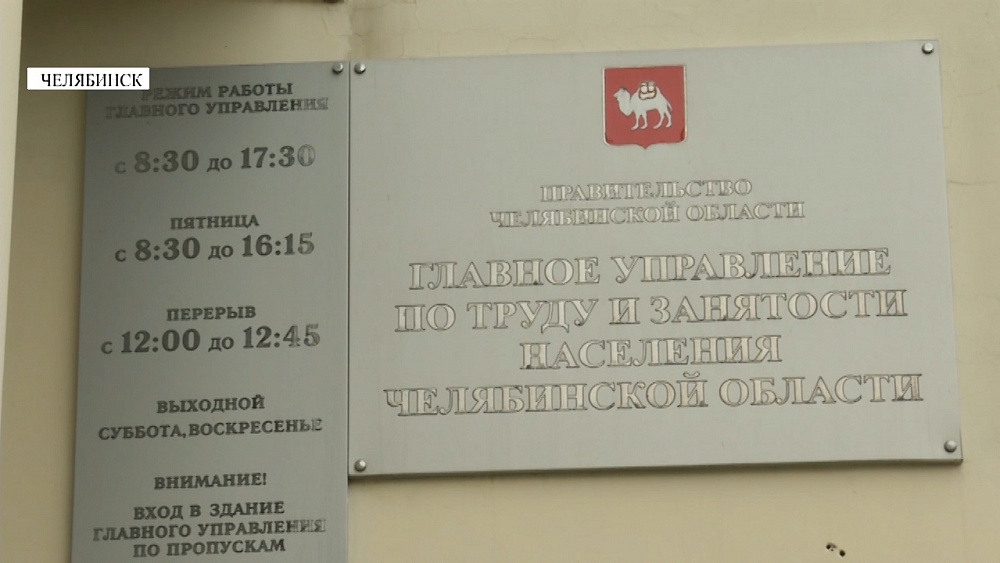 ЧЕЛЯБИНСК
РЕЖИМ РАБОТЫ
ГЛАВНОГО УПРАВЛЕНИЯ
с 8:30 до 17:30
ПЯТНИЦА
с 8:30 до 16:15
ПЕРЕРЫВ
с 12:00 до 12:45
ВЫХОДНОЙ
СУББОТА, ВОСКРЕСЕНЬЕ
ВНИМАНИЕ!
ВХОД В ЗДАНИЕ
ГЛАВНОГО УПРАВЛЕНИЯ
ПО ПРОПУСКАМ
ПРАВИТЕЛЬСТВО
ЧЕЛЯБИНСКОЙ ОБЛАСТИ
ГЛАВНОЕ УПРАВЛЕНИЕ
ПО ТРУДУ И ЗАНЯТОСТИ
НАСЕЛЕНИЯ
ЧЕЛЯБИНСКОЙ ОБЛАСТИ